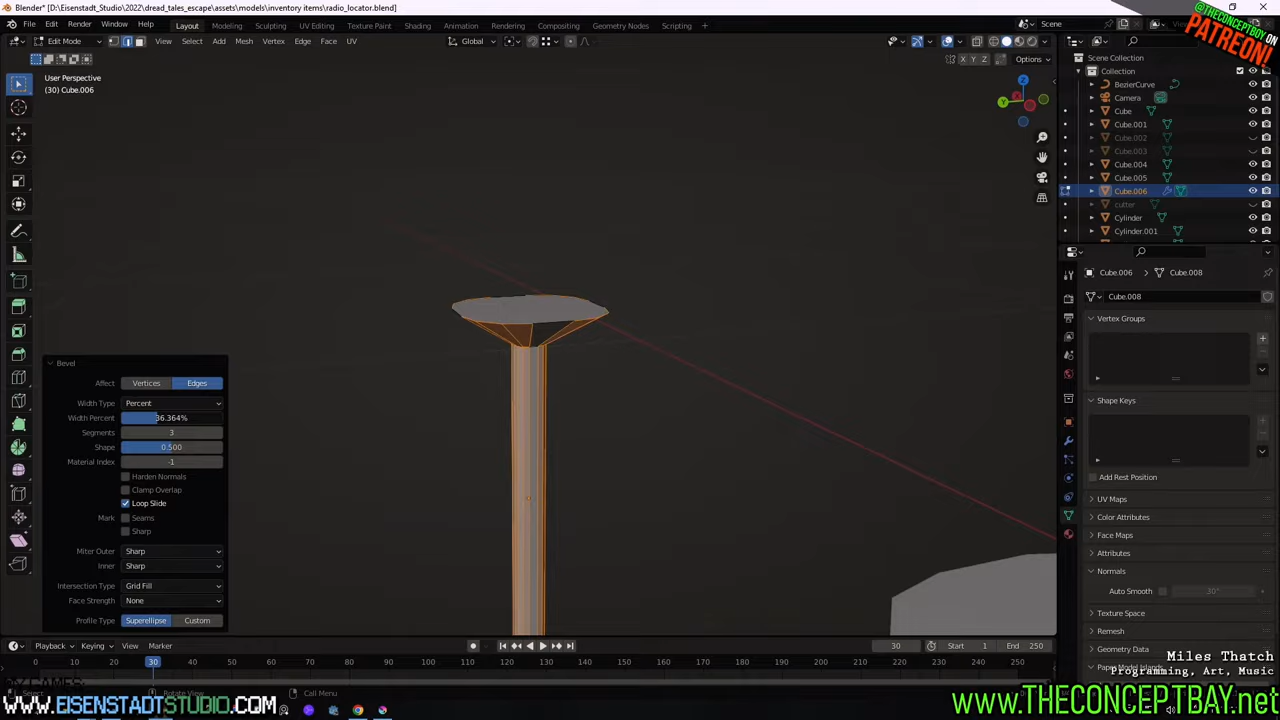 Blender* [D:\Eisenstadt_Studio\2022\dread_tales_escape\assets\models\inventory items\radio_locator.blend]
File Edit Render Window Help Layout Modeling Sculpting UV Editing Texture Paint Shading Animation Rendering Compositing Geometry Nodes Scripting + Scene
Edit Mode View Select Add Mesh Vertex Edge Face UV Global
X Y Z Options
@THECONCEPTBOY ON
PATREON!
User Perspective
(30) Cube.006
Z
Y
X
Scene Collection
Collection
BezierCurve
Camera
Cube
Cube.001
Cube.002
Cube.003
Cube.004
Cube.005
Cube.006
cutter
Cylinder
Cylinder.001
Cube.006 > Cube.008
Cube.008
Vertex Groups
Shape Keys
Add Rest Position
UV Maps
Color Attributes
Face Maps
Attributes
Normals
Auto Smooth 30°
Texture Space
Remesh
Geometry Data
Bevel
Affect Vertices Edges
Width Type Percent
Width Percent 36.364%
Segments 3
Shape 0.500
Material Index -1
Harden Normals
Clamp Overlap
Loop Slide
Mark Seams
Sharp
Miter Outer Sharp
Inner Sharp
Intersection Type Grid Fill
Face Strength None
Profile Type Superellipse Custom
Playback Keying View Marker 30 Start 1 End 250
0 10 20 30 40 50 60 70 80 90 100 110 120 130 140 150 160 170 180 190 200 210 220 230 240 250
Select Rotate View Call Menu
Miles Thatch
Programming, Art, Music
www.EISENSTADTSTUDIO.COM
www.THECONCEPTBAY.net